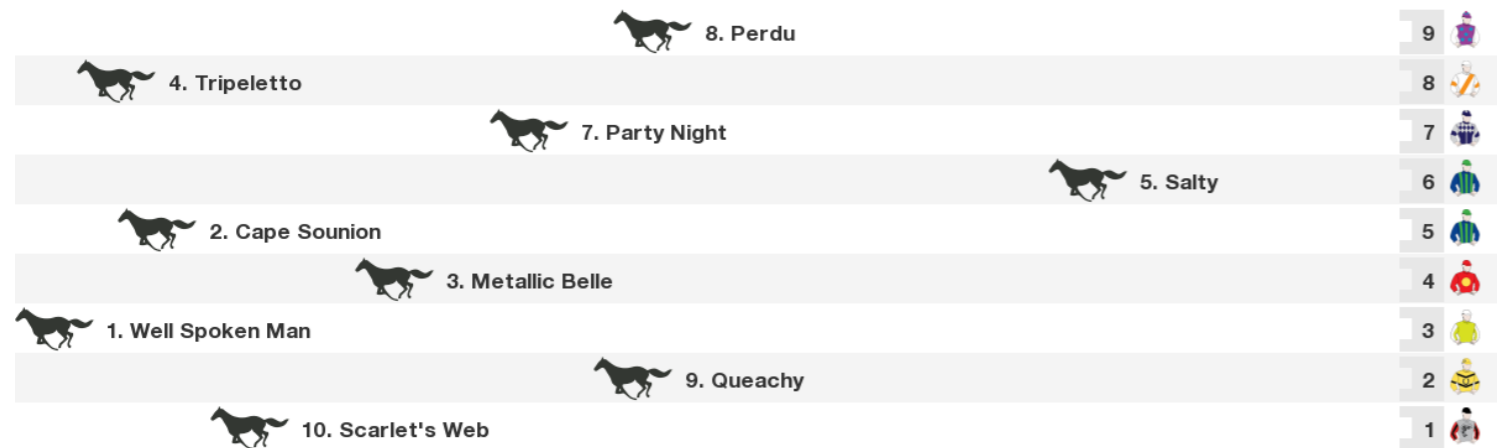 8. Perdu 9
4. Tripeletto 8
7. Party Night 7
5. Salty 6
2. Cape Sounion 5
3. Metallic Belle 4
1. Well Spoken Man 3
9. Queachy 2
10. Scarlet's Web 1